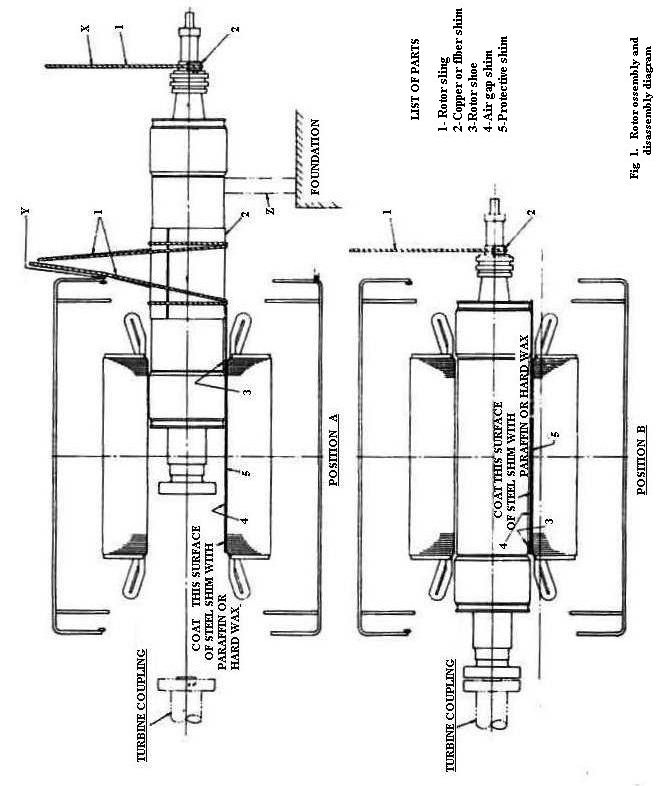 X
1
2
Y
1
2
Z
FOUNDATION
3
5
4
COAT THIS SURFACE
OF STEEL SHIM WITH
PARAFFIN OR
HARD WAX
TURBINE COUPLING
POSITION A
1
2
COAT THIS SURFACE
OF STEEL SHIM WITH
PARAFFIN OR HARD WAX
5
4
3
TURBINE COUPLING
POSITION B
LIST OF PARTS
1- Rotor sling
2-Copper or fiber shim
3-Rotor shoe
4-Air gap shim
5-Protective shim
Fig 1. Rotor ossembly and
disassembly diagram